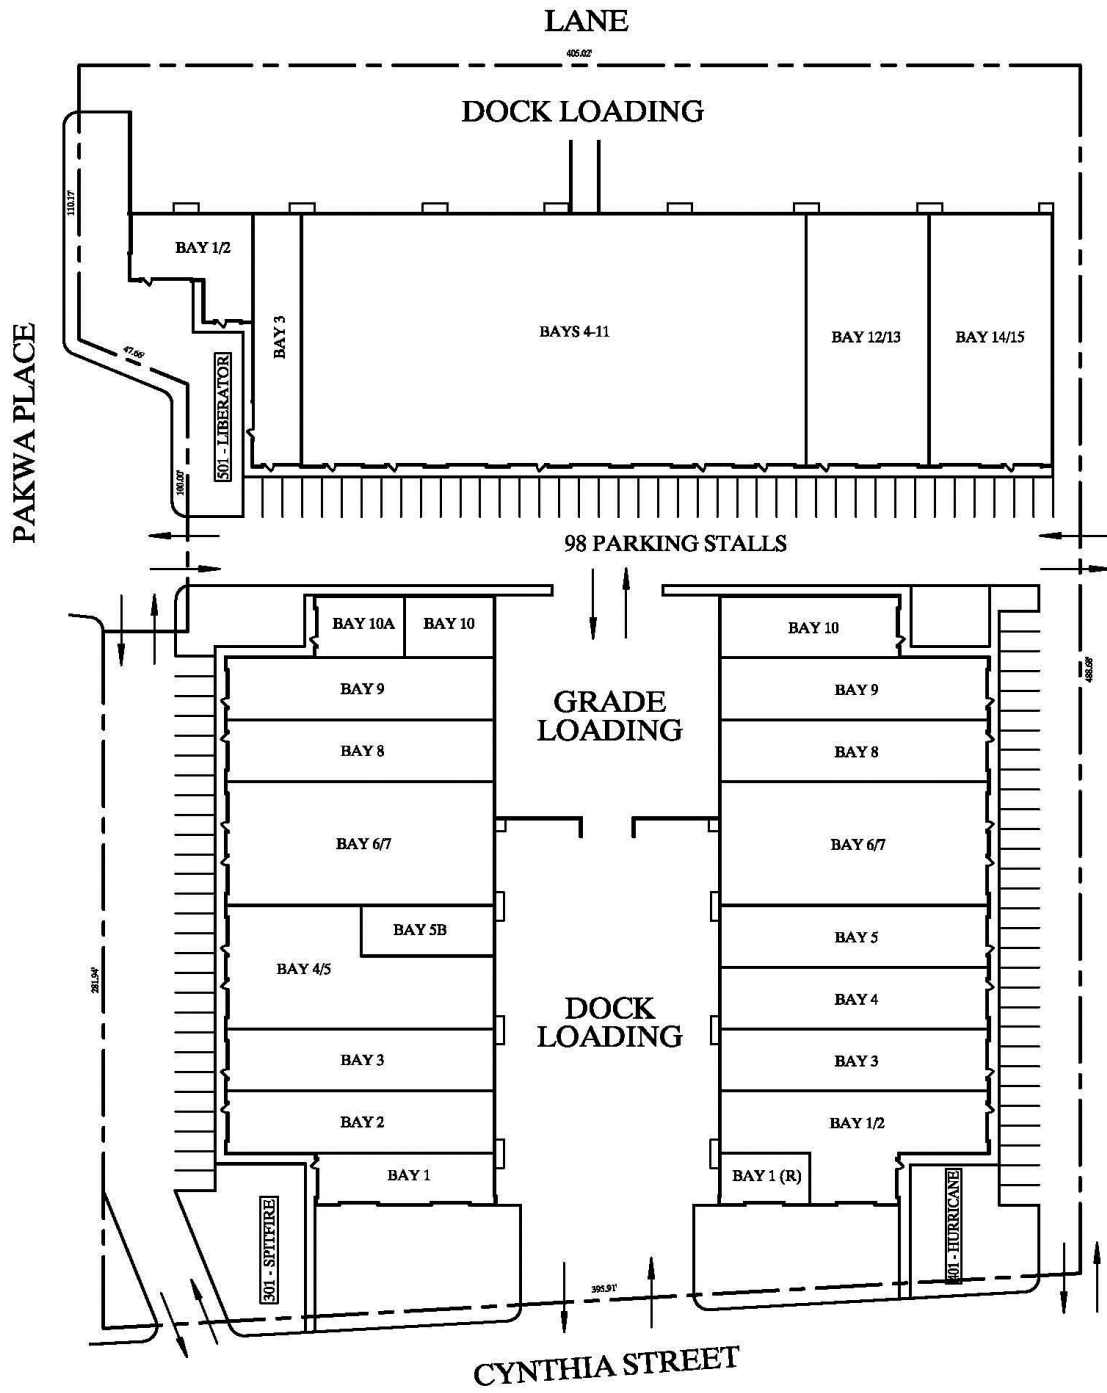 LANE
405.02'
DOCK LOADING
110.17'
BAY 1/2
BAY 3
BAYS 4-11
BAY 12/13
BAY 14/15
47.66'
PAKWA PLACE
501 - LIBERATOR
100.00'
98 PARKING STALLS
BAY 10A
BAY 10
BAY 10
BAY 9
GRADE
LOADING
BAY 9
488.68'
BAY 8
BAY 8
BAY 6/7
BAY 6/7
BAY 5B
BAY 5
BAY 4/5
281.94'
DOCK
LOADING
BAY 4
BAY 3
BAY 3
BAY 2
BAY 1/2
BAY 1
BAY 1 (R)
301 - SPITFIRE
401 - HURRICANE
395.91'
CYNTHIA STREET